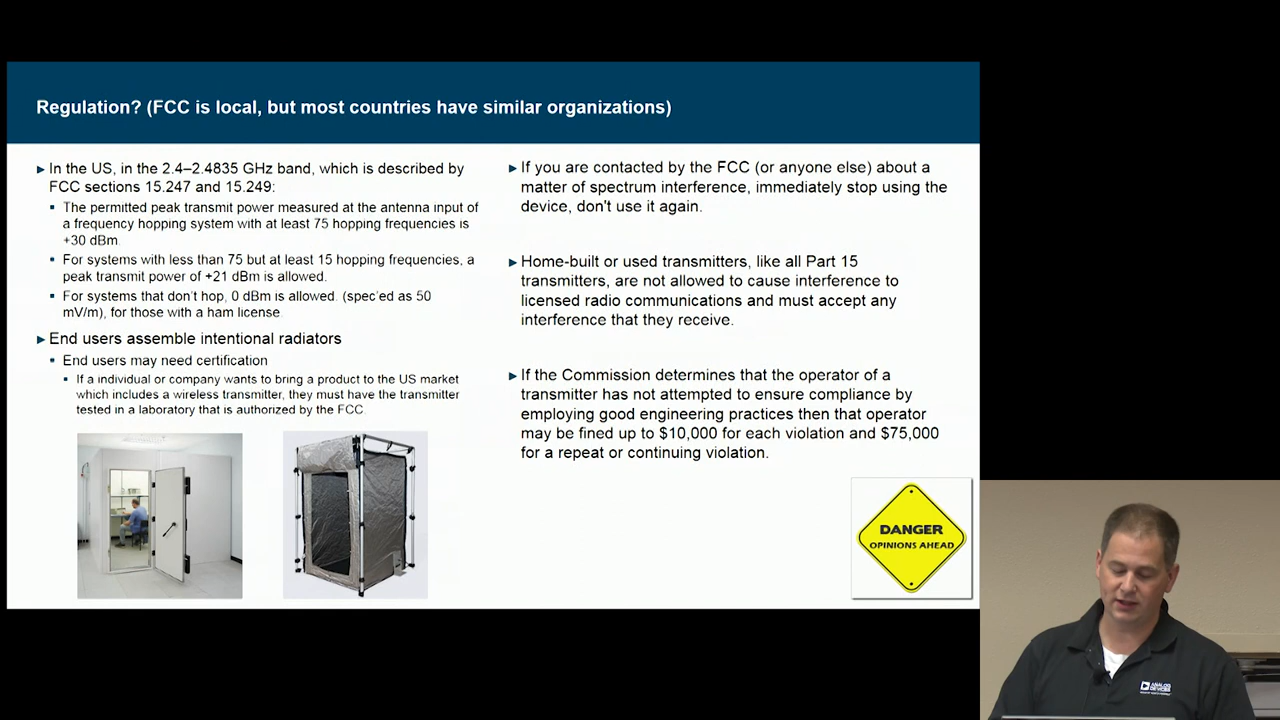 Regulation? (FCC is local, but most countries have similar organizations)
In the US, in the 2.4–2.4835 GHz band, which is described by
FCC sections 15.247 and 15.249:
The permitted peak transmit power measured at the antenna input of
a frequency hopping system with at least 75 hopping frequencies is
+30 dBm.
For systems with less than 75 but at least 15 hopping frequencies, a
peak transmit power of +21 dBm is allowed.
For systems that don't hop, 0 dBm is allowed. (spec'ed as 50
mV/m), for those with a ham license.
End users assemble intentional radiators
End users may need certification
If a individual or company wants to bring a product to the US market
which includes a wireless transmitter, they must have the transmitter
tested in a laboratory that is authorized by the FCC.
If you are contacted by the FCC (or anyone else) about a
matter of spectrum interference, immediately stop using the
device, don't use it again.
Home-built or used transmitters, like all Part 15
transmitters, are not allowed to cause interference to
licensed radio communications and must accept any
interference that they receive.
If the Commission determines that the operator of a
transmitter has not attempted to ensure compliance by
employing good engineering practices then that operator
may be fined up to $10,000 for each violation and $75,000
for a repeat or continuing violation.
DANGER
OPINIONS AHEAD
ANALOG
DEVICES